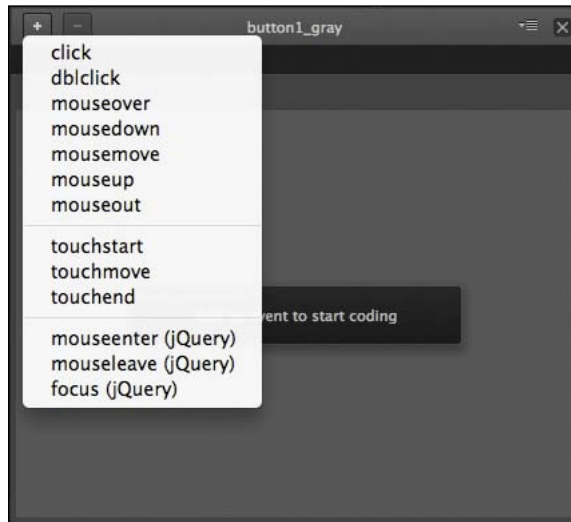 + − button1_gray
click
dblclick
mouseover
mousedown
mousemove
mouseup
mouseout
touchstart
touchmove
touchend
vent to start coding
mouseenter (jQuery)
mouseleave (jQuery)
focus (jQuery)